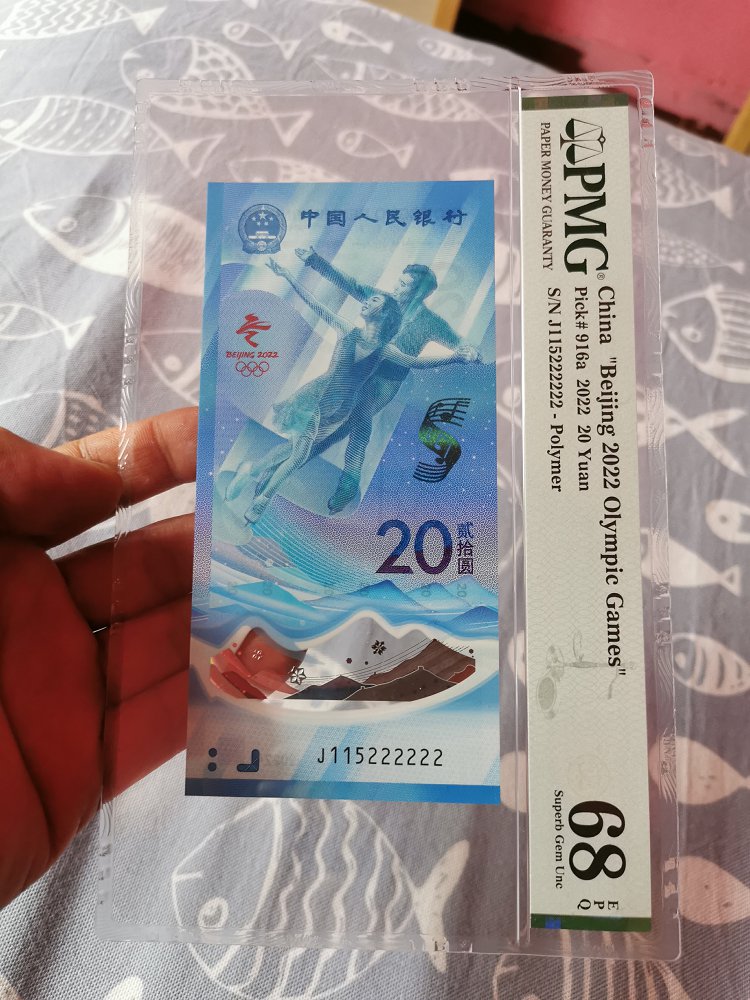 中国人民银行
BEIJING 2022
20
贰拾圆
J115222222
PMG®
PAPER MONEY GUARANTY
China "Beijing 2022 Olympic Games"
Pick# 916a 2022 20 Yuan
S/N J115222222 - Polymer
68
EPQ
Superb Gem Unc